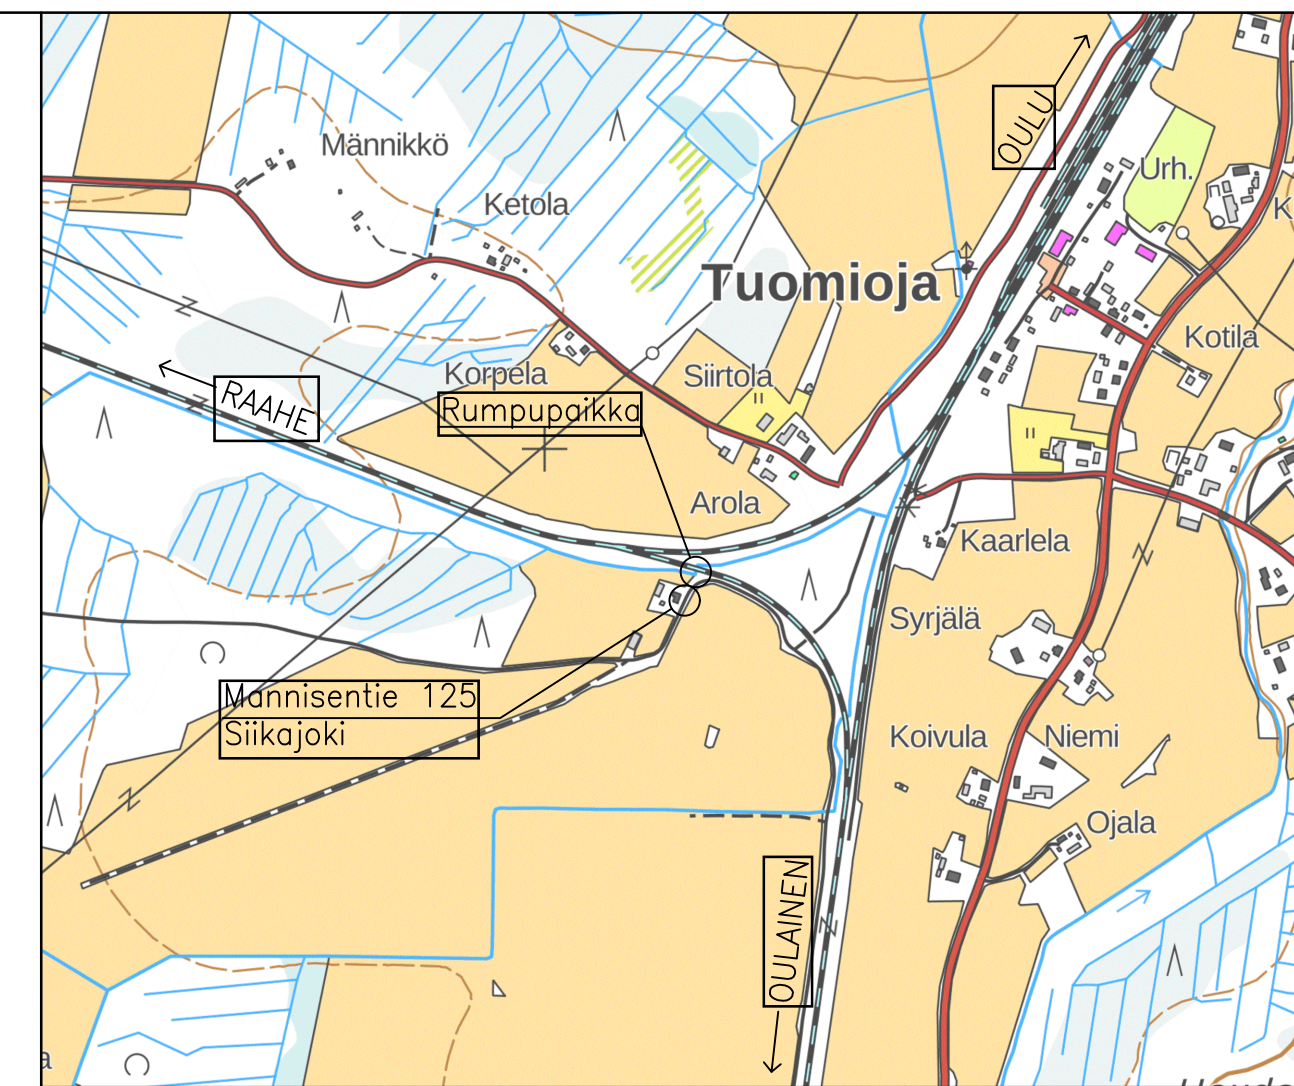 OULU
Männikkö
Urh.
Ketola
K
Tuomioja
Kotila
Korpela
Siirtola
RAAHE
Rumpupaikka
Arola
Kaarlela
Syrjälä
Mannisentie 125
Siikajoki
Koivula
Niemi
Ojala
OULAINEN
a